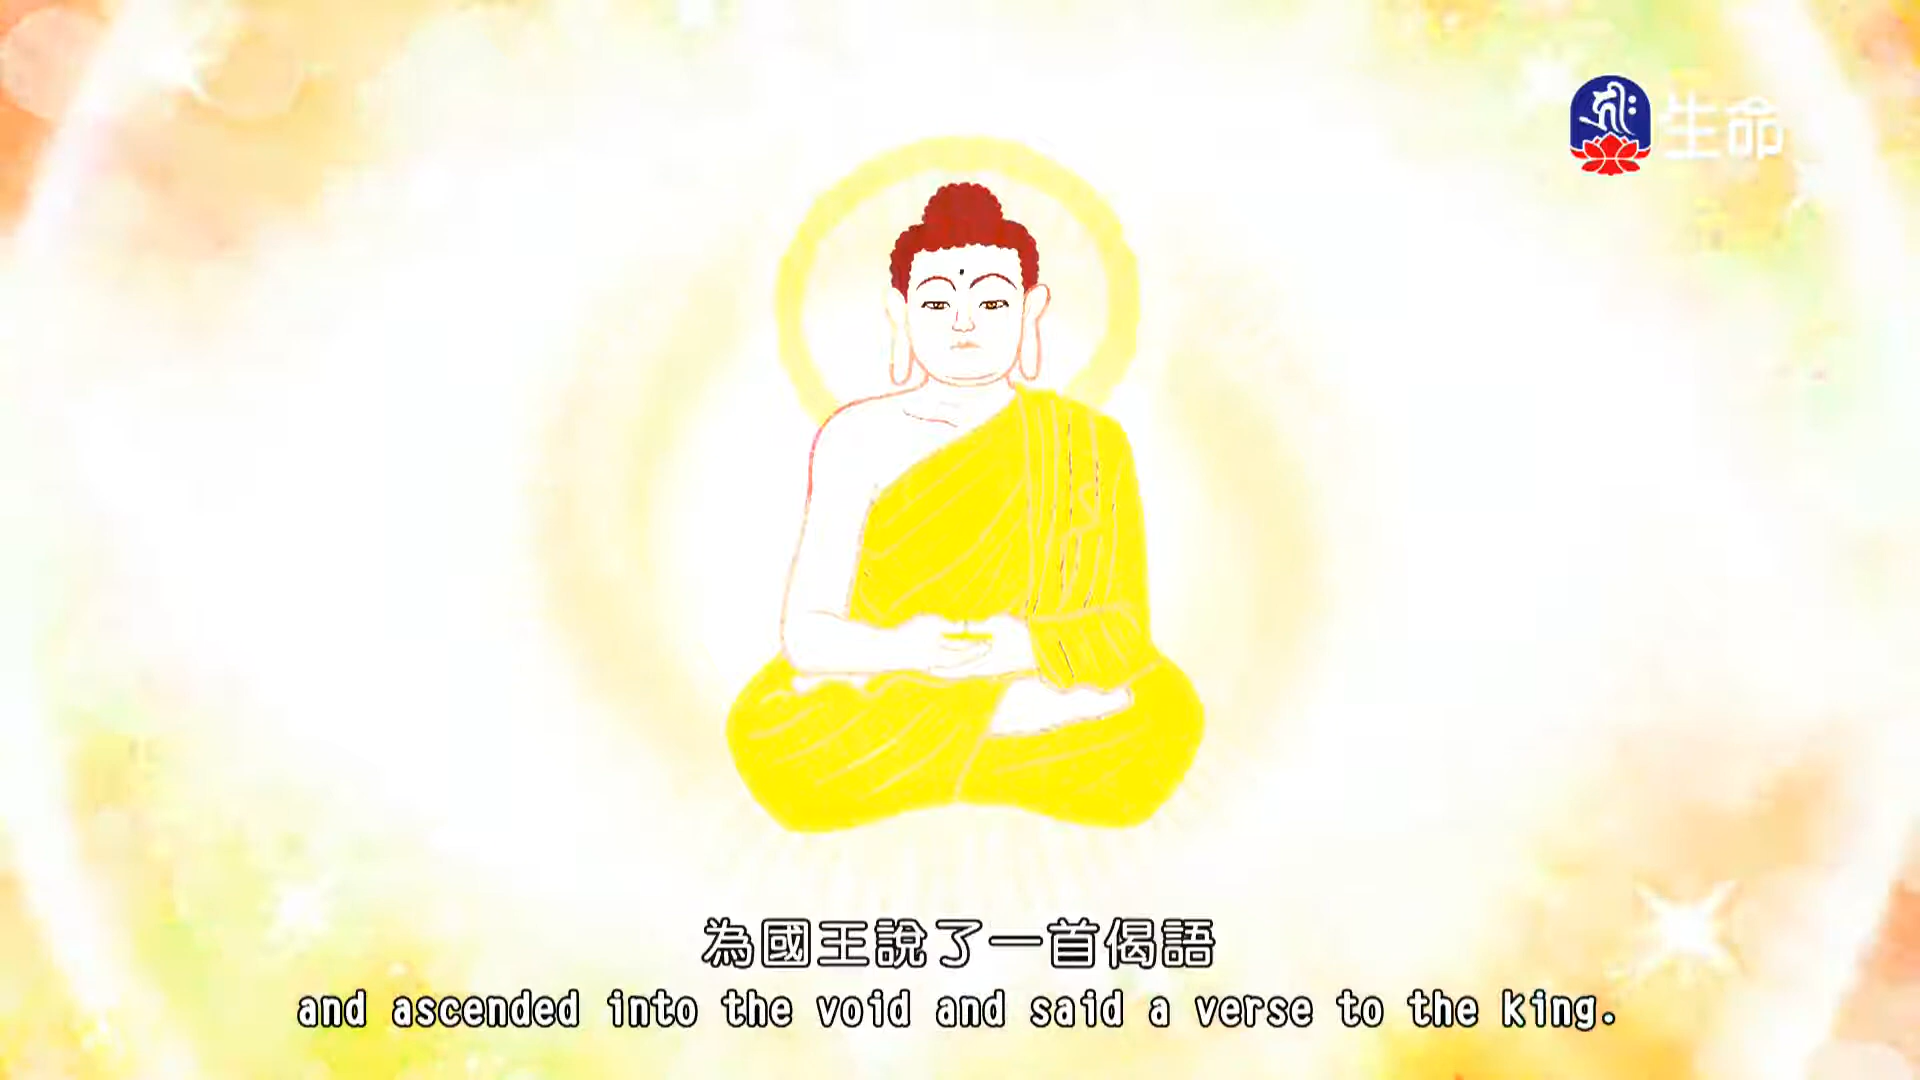 生命
為國王說了一首偈語
and ascended into the void and said a verse to the king.